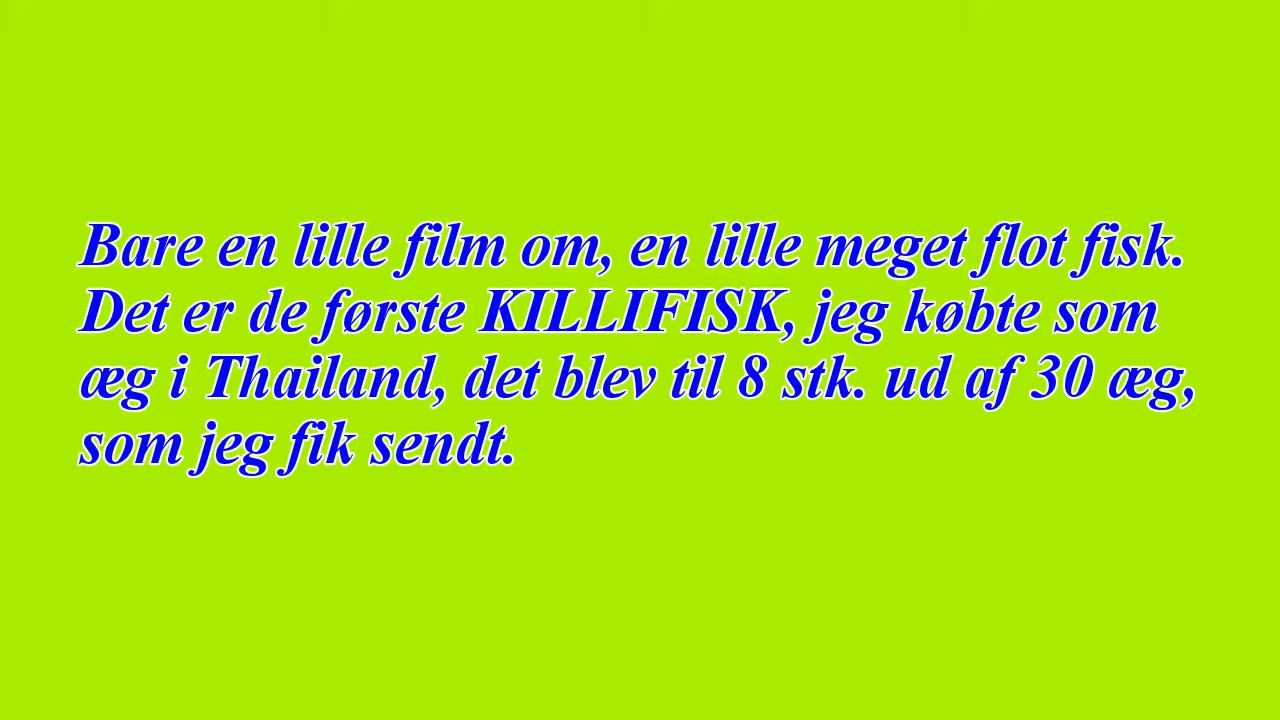 Bare en lille film om, en lille meget flot fisk.
Det er de første KILLIFISK, jeg købte som
æg i Thailand, det blev til 8 stk. ud af 30 æg,
som jeg fik sendt.